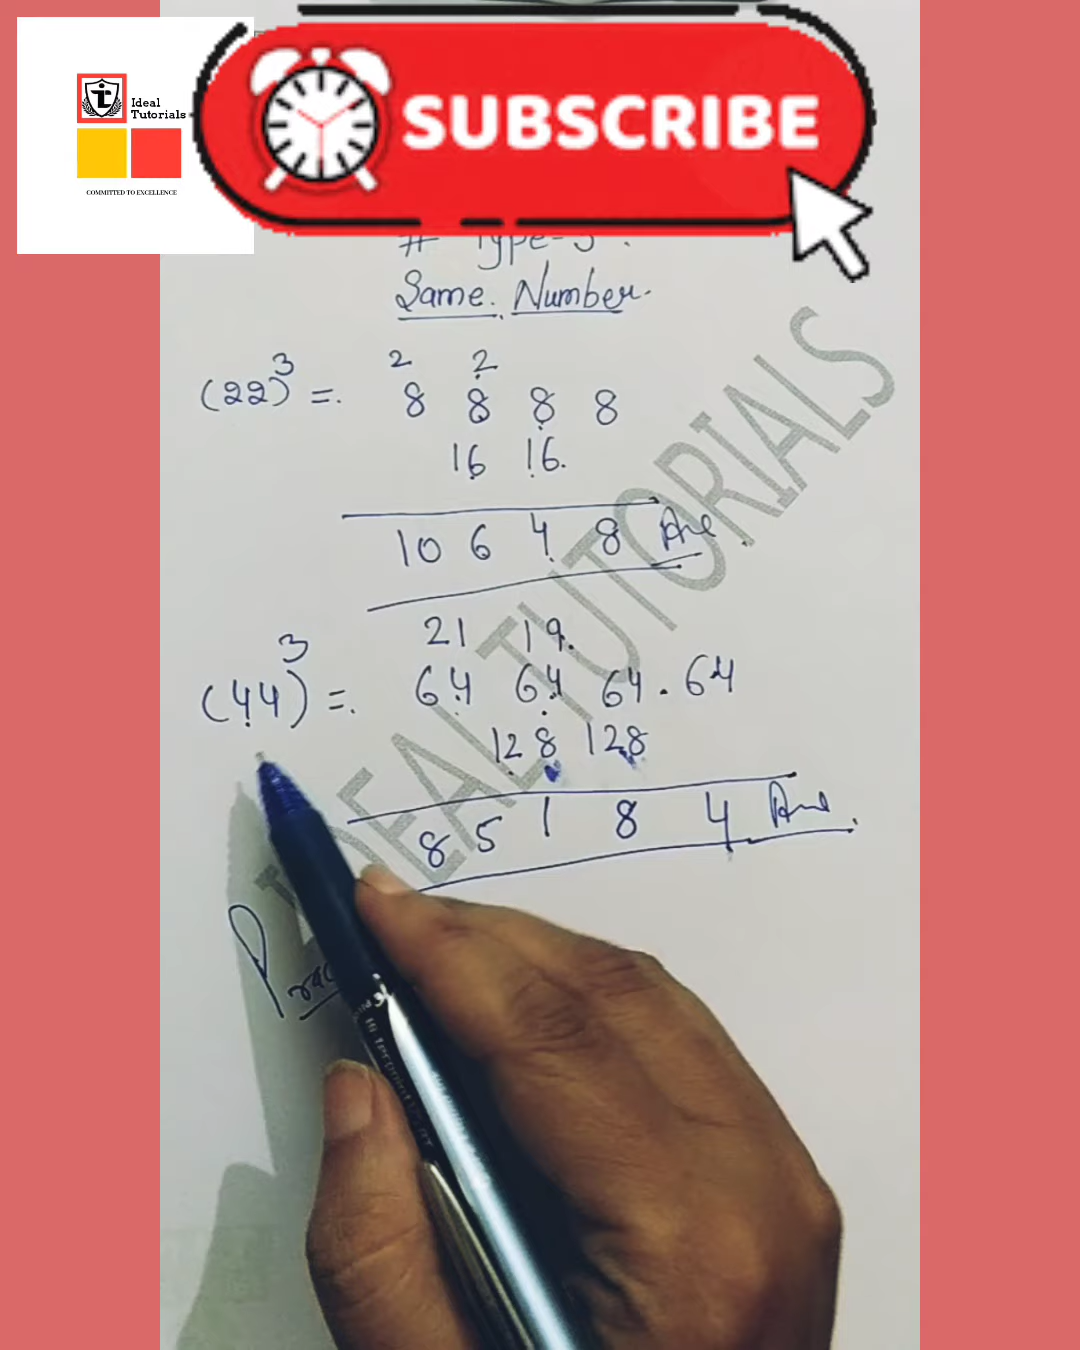 Ideal
Tutorials
COMMITTED TO EXCELLENCE
SUBSCRIBE
# Type-3.
Same. Number.
2 2
(22)³ =. 8 8 8 8
16 16.
10 6 4 8 Ans
21 19.
(44)³ =. 64 64 64 . 64
128 128
8 5 1 8 4 Ans.
IDEAL TUTORIALS